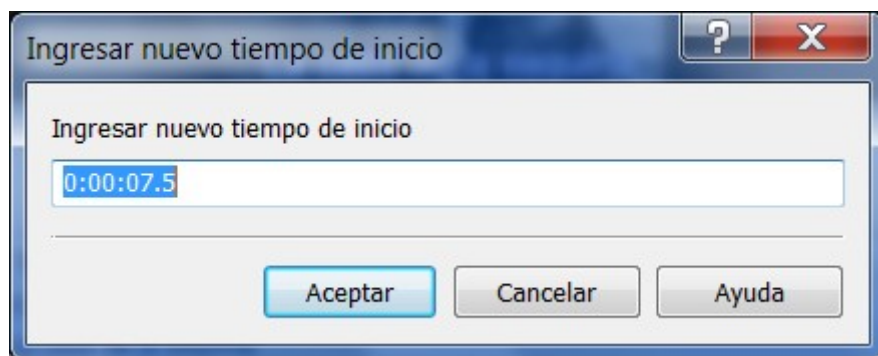 Ingresar nuevo tiempo de inicio
Ingresar nuevo tiempo de inicio
0:00:07.5
Aceptar Cancelar Ayuda